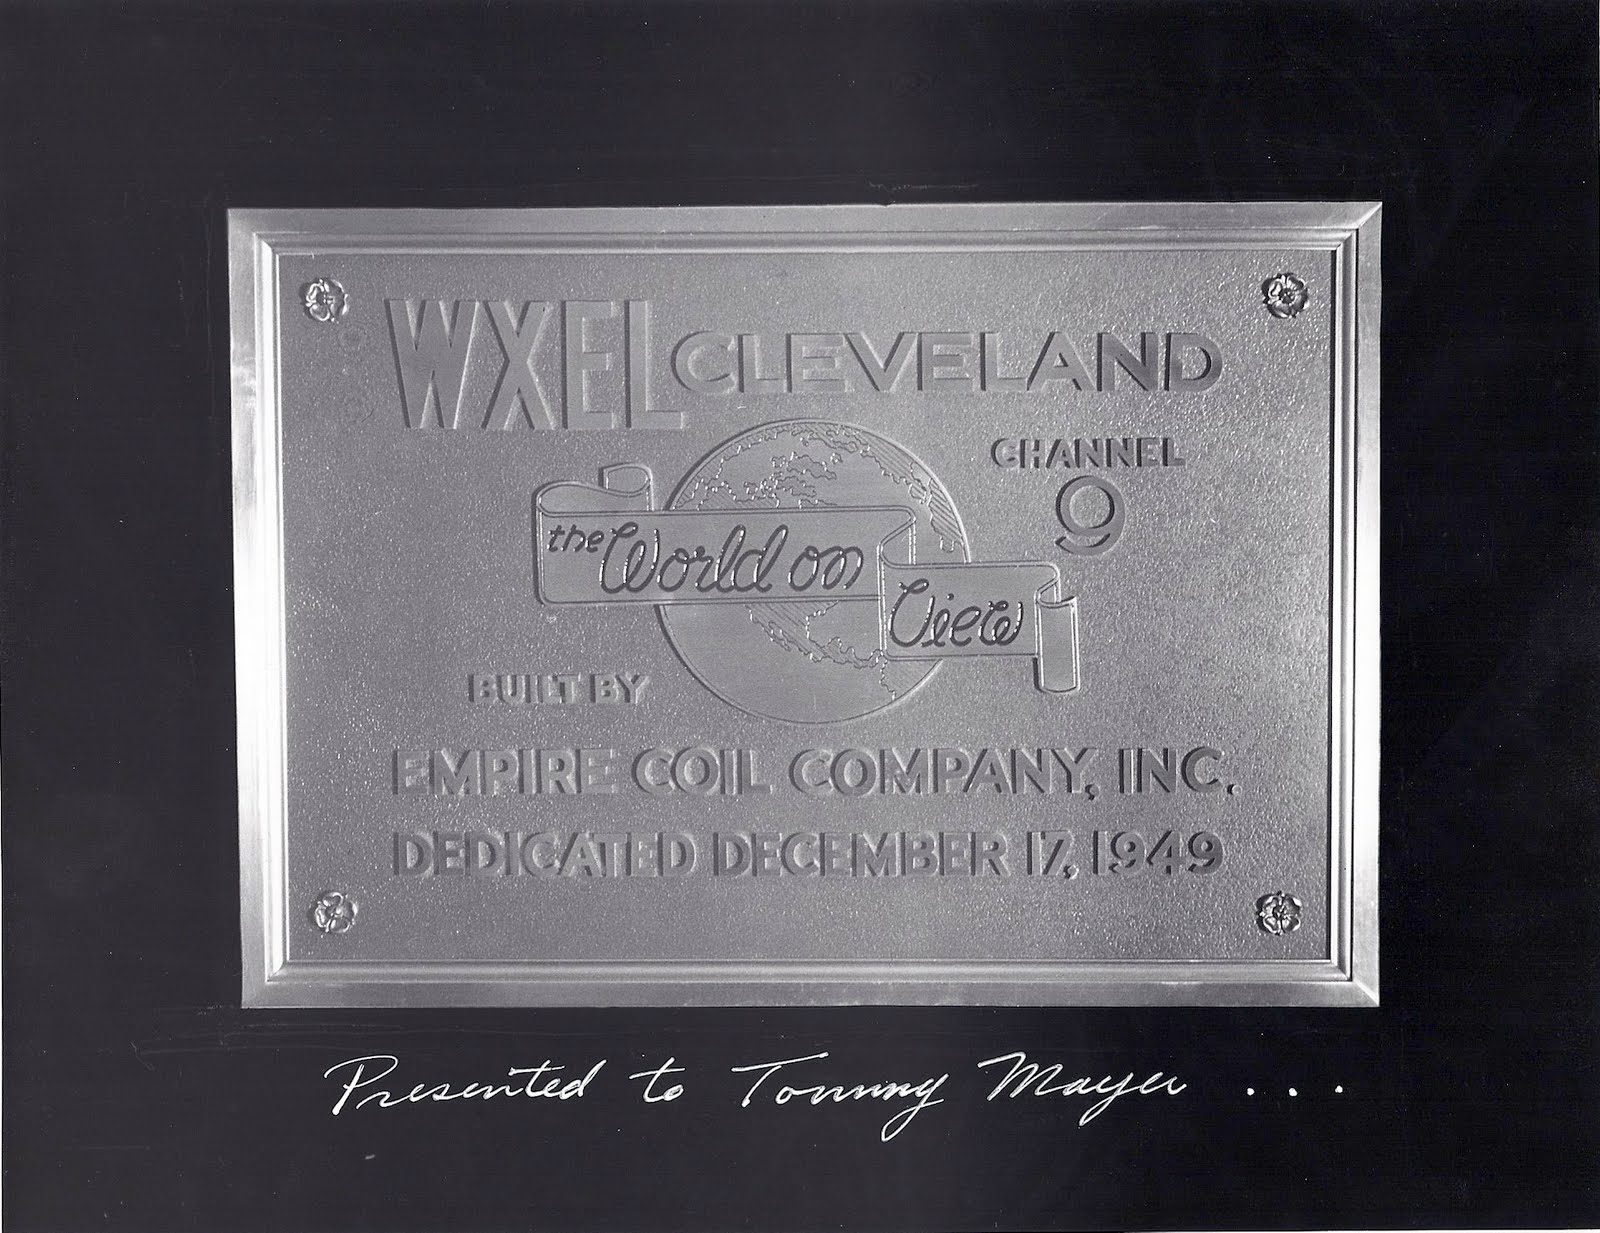 WXEL CLEVELAND
CHANNEL
9
the World on
View
BUILT BY
EMPIRE COIL COMPANY, INC.
DEDICATED DECEMBER 17, 1949
Presented to Tommy Mayer ...